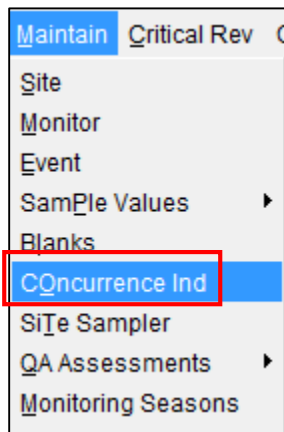 Maintain Critical Rev
Site
Monitor
Event
SamPle Values
Blanks
COncurrence Ind
SiTe Sampler
QA Assessments
Monitoring Seasons